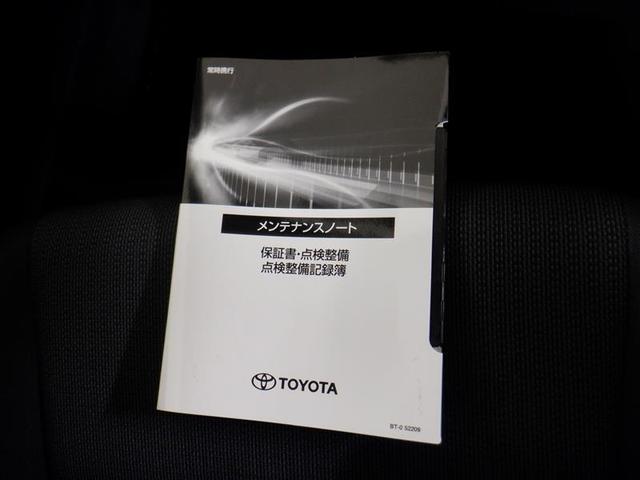 常時携行
メンテナンスノート
保証書・点検整備
点検整備記録簿
TOYOTA
BT-0 52209